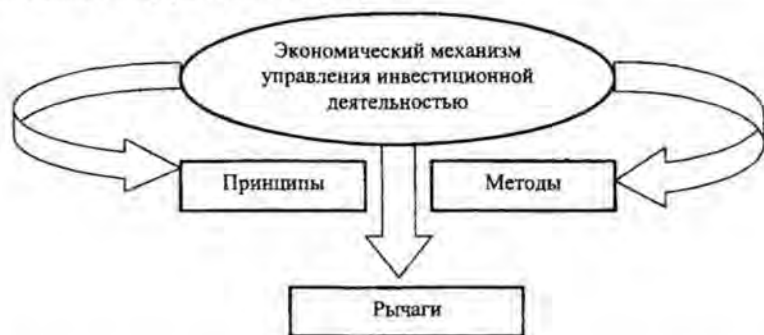 Экономический механизм
управления инвестиционной
деятельностью
Принципы
Методы
Рычаги